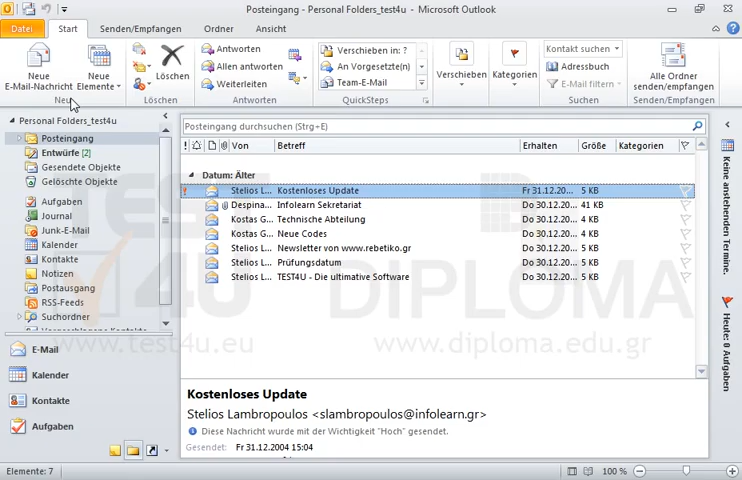 Posteingang - Personal Folders_test4u - Microsoft Outlook
Datei Start Senden/Empfangen Ordner Ansicht
Neue E-Mail-Nachricht
Neue Elemente
Neu
Löschen
Löschen
Antworten
Allen antworten
Weiterleiten
Antworten
Verschieben in: ?
An Vorgesetzte(n)
Team-E-Mail
QuickSteps
Verschieben
Kategorien
Kontakt suchen
Adressbuch
E-Mail filtern
Suchen
Alle Ordner senden/empfangen
Senden/Empfangen
Personal Folders_test4u
Posteingang
Entwürfe [2]
Gesendete Objekte
Gelöschte Objekte
Aufgaben
Journal
Junk-E-Mail
Kalender
Kontakte
Notizen
Postausgang
RSS-Feeds
Suchordner
Vorgeschlagene Kontakte
E-Mail
Kalender
Kontakte
Aufgaben
Posteingang durchsuchen (Strg+E)
Von Betreff Erhalten Größe Kategorien
Datum: Älter
Stelios L... Kostenloses Update Fr 31.12.20... 5 KB
Despina... Infolearn Sekretariat Do 30.12.20... 41 KB
Kostas G... Technische Abteilung Do 30.12.20... 5 KB
Kostas G... Neue Codes Do 30.12.20... 5 KB
Stelios L... Newsletter von www.rebetiko.gr Do 30.12.20... 5 KB
Stelios L... Prüfungsdatum Do 30.12.20... 5 KB
Stelios L... TEST4U - Die ultimative Software Do 30.12.20... 5 KB
TEST 4U
www.test4u.eu
DIPLOMA
www.diploma.edu.gr
Kostenloses Update
Stelios Lambropoulos <slambropoulos@infolearn.gr>
Diese Nachricht wurde mit der Wichtigkeit "Hoch" gesendet.
Gesendet: Fr 31.12.2004 15:04
Keine anstehenden Termine.
Heute: 0 Aufgaben
Elemente: 7
100 %